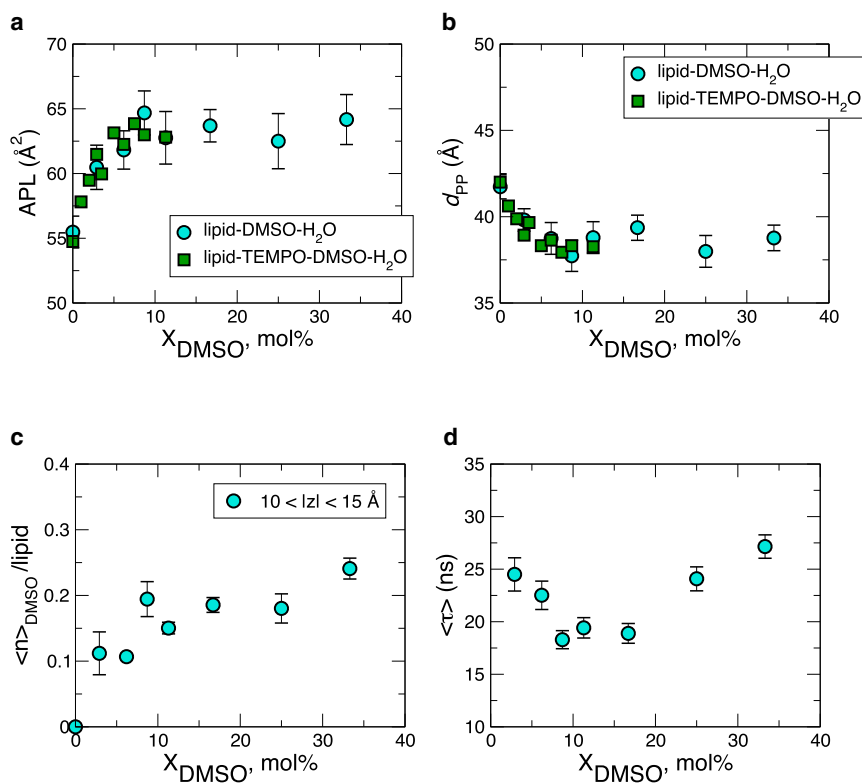 a
70
65
60
55
50
APL (Å²)
lipid-DMSO-H₂O
lipid-TEMPO-DMSO-H₂O
0 10 20 30 40
X_DMSO, mol%
b
50
45
40
35
d_PP (Å)
lipid-DMSO-H₂O
lipid-TEMPO-DMSO-H₂O
0 10 20 30 40
X_DMSO, mol%
c
0.4
0.3
0.2
0.1
0
<n>_DMSO/lipid
10 < |z| < 15 Å
0 10 20 30 40
X_DMSO, mol%
d
35
30
25
20
15
10
<τ> (ns)
0 10 20 30 40
X_DMSO, mol%